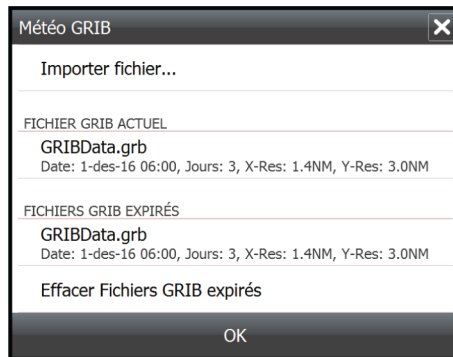 Météo GRIB
Importer fichier...
FICHIER GRIB ACTUEL
GRIBData.grb
Date: 1-des-16 06:00, Jours: 3, X-Res: 1.4NM, Y-Res: 3.0NM
FICHIERS GRIB EXPIRÉS
GRIBData.grb
Date: 1-des-16 06:00, Jours: 3, X-Res: 1.4NM, Y-Res: 3.0NM
Effacer Fichiers GRIB expirés
OK